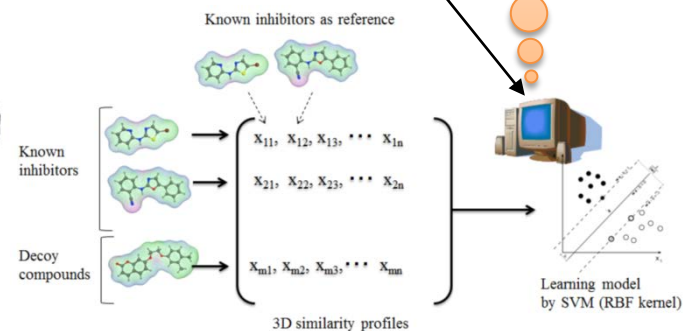 Known inhibitors as reference
Known
inhibitors
Decoy
compounds
x11, x12, x13, ··· x1n
x21, x22, x23, ··· x2n
xm1, xm2, xm3, ··· xmn
3D similarity profiles
Learning model
by SVM (RBF kernel)